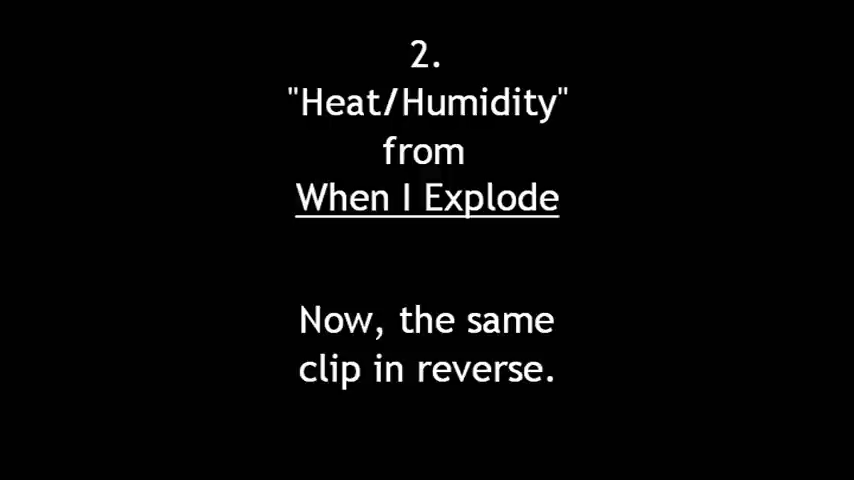 2.
"Heat/Humidity"
from
When I Explode
Now, the same
clip in reverse.